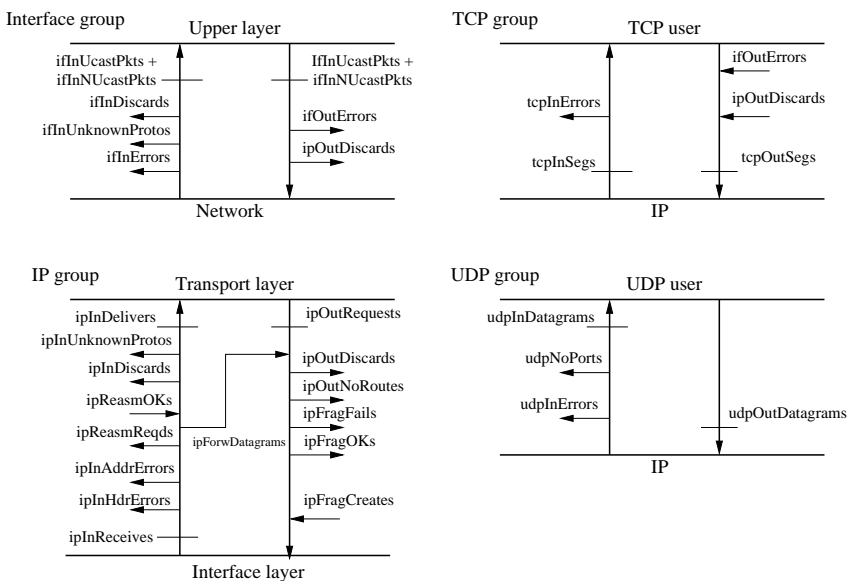 Interface group
Upper layer
ifInUcastPkts +
ifInNUcastPkts
IfInUcastPkts +
ifInNUcastPkts
ifInDiscards
ifInUnknownProtos
ifInErrors
ifOutErrors
ipOutDiscards
Network
TCP group
TCP user
ifOutErrors
tcpInErrors
ipOutDiscards
tcpInSegs
tcpOutSegs
IP
IP group
Transport layer
ipInDelivers
ipInUnknownProtos
ipInDiscards
ipReasmOKs
ipReasmReqds
ipInAddrErrors
ipInHdrErrors
ipInReceives
ipForwDatagrams
ipOutRequests
ipOutDiscards
ipOutNoRoutes
ipFragFails
ipFragOKs
ipFragCreates
Interface layer
UDP group
UDP user
udpInDatagrams
udpNoPorts
udpInErrors
udpOutDatagrams
IP